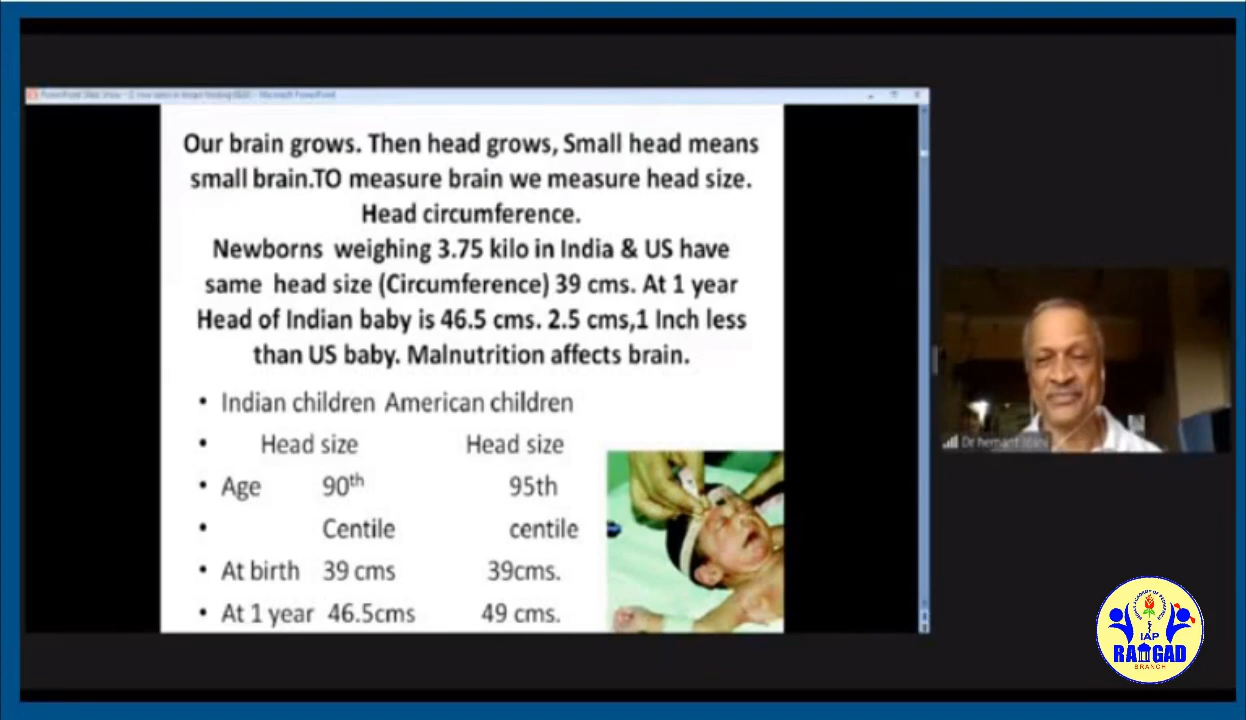 Our brain grows. Then head grows, Small head means
small brain.TO measure brain we measure head size.
Head circumference.
Newborns weighing 3.75 kilo in India & US have
same head size (Circumference) 39 cms. At 1 year
Head of Indian baby is 46.5 cms. 2.5 cms,1 Inch less
than US baby. Malnutrition affects brain.
• Indian children American children
• Head size Head size
• Age 90th 95th
• Centile centile
• At birth 39 cms 39cms.
• At 1 year 46.5cms 49 cms.
Dr hemant
IAP
RAIGAD
BRANCH